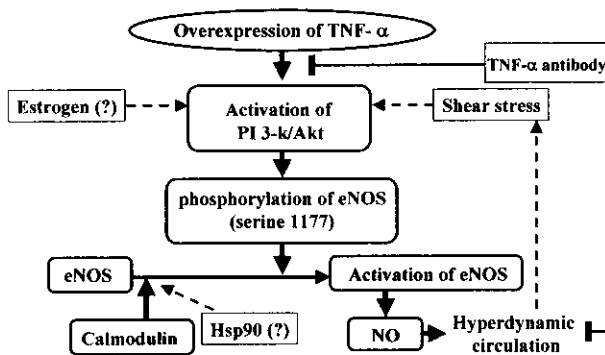 Overexpression of TNF- α
TNF-α antibody
Estrogen (?)
Activation of
PI 3-k/Akt
Shear stress
phosphorylation of eNOS
(serine 1177)
eNOS
Activation of eNOS
Calmodulin
Hsp90 (?)
NO
Hyperdynamic
circulation